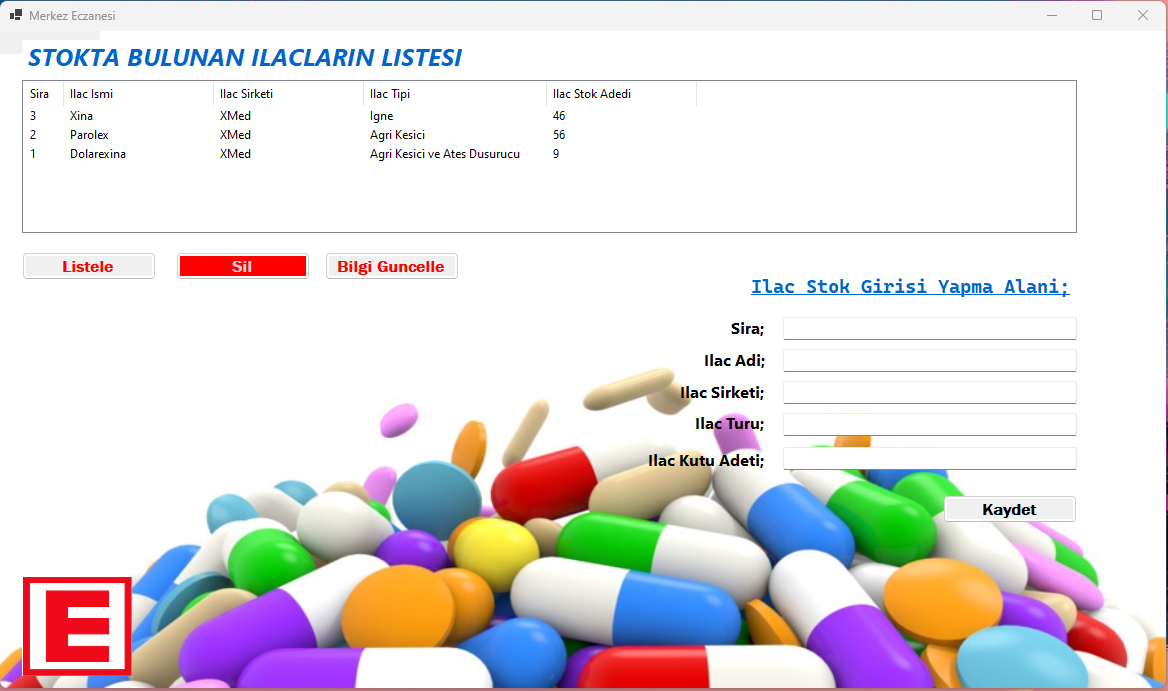 Merkez Eczanesi
STOKTA BULUNAN ILACLARIN LISTESI
Sira Ilac Ismi Ilac Sirketi Ilac Tipi Ilac Stok Adedi
3 Xina XMed Igne 46
2 Parolex XMed Agri Kesici 56
1 Dolarexina XMed Agri Kesici ve Ates Dusurucu 9
Listele Sil Bilgi Guncelle
Ilac Stok Girisi Yapma Alani;
Sira;
Ilac Adi;
Ilac Sirketi;
Ilac Turu;
Ilac Kutu Adeti;
Kaydet
E